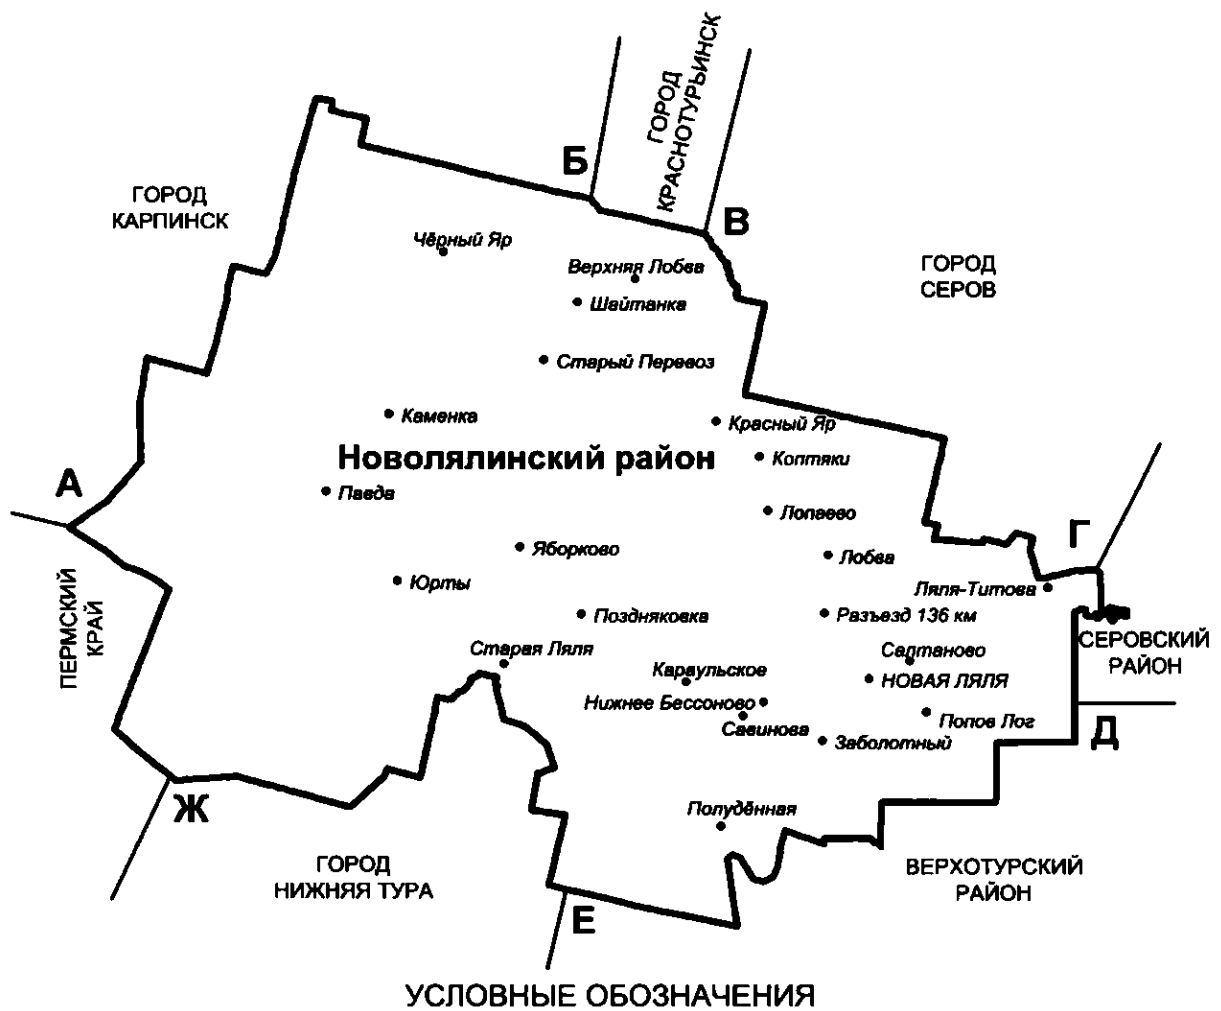 ГОРОД
КРАСНОТУРЬИНСК
Б
В
ГОРОД
КАРПИНСК
ГОРОД
СЕРОВ
Чёрный Яр
Верхняя Лобва
Шайтанка
Старый Перевоз
Каменка
Красный Яр
Новолялинский район
Коптяки
А
Павда
Лопаево
Г
Яборково
Лобва
Юрты
Ляля-Титова
ПЕРМСКИЙ
КРАЙ
Поздняковка
Разъезд 136 км
СЕРОВСКИЙ
РАЙОН
Старая Ляля
Салтаново
Караульское
НОВАЯ ЛЯЛЯ
Нижнее Бессоново
Савинова
Попов Лог
Д
Заболотный
Ж
Полудённая
ГОРОД
НИЖНЯЯ ТУРА
ВЕРХОТУРСКИЙ
РАЙОН
Е
УСЛОВНЫЕ ОБОЗНАЧЕНИЯ